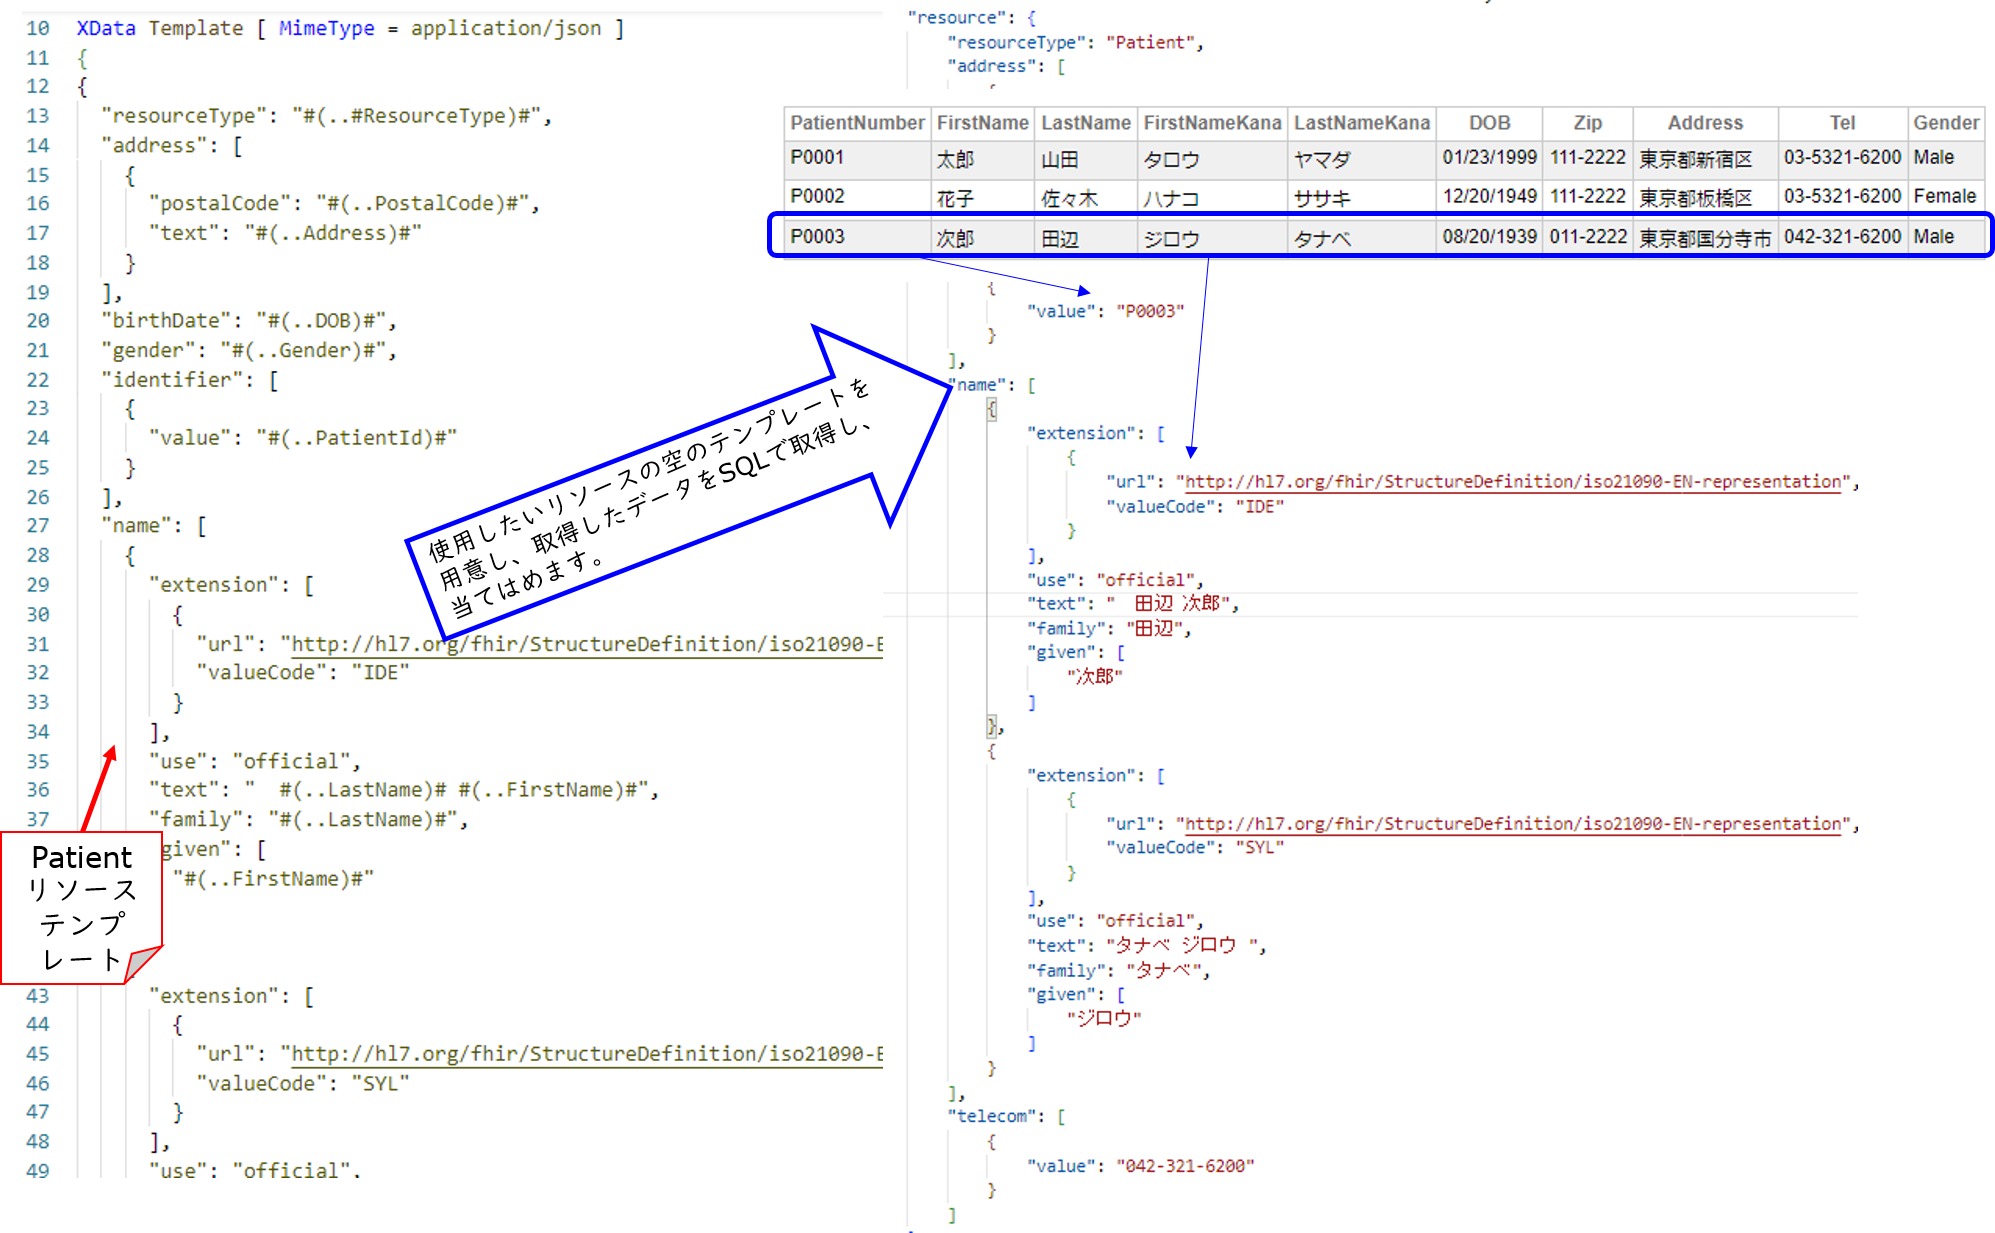 10 XData Template [ MimeType = application/json ]
11 {
12 {
13 "resourceType": "#(..#ResourceType)#",
14 "address": [
15 {
16 "postalCode": "#(..PostalCode)#",
17 "text": "#(..Address)#"
18 }
19 ],
20 "birthDate": "#(..DOB)#",
21 "gender": "#(..Gender)#",
22 "identifier": [
23 {
24 "value": "#(..PatientId)#"
25 }
26 ],
27 "name": [
28 {
29 "extension": [
30 {
31 "url": "http://hl7.org/fhir/StructureDefinition/iso21090-E
32 "valueCode": "IDE"
33 }
34 ],
35 "use": "official",
36 "text": "  #(..LastName)# #(..FirstName)#",
37 "family": "#(..LastName)#",
given": [
"#(..FirstName)#"
43 "extension": [
44 {
45 "url": "http://hl7.org/fhir/StructureDefinition/iso21090-E
46 "valueCode": "SYL"
47 }
48 ],
49 "use": "official",
Patient
リソース
テンプ
レート
使用したいリソースの空のテンプレートを
用意し、取得したデータをSQLで取得し、
当てはめます。
"resource": {
"resourceType": "Patient",
"address": [
{
PatientNumber FirstName LastName FirstNameKana LastNameKana DOB Zip Address Tel Gender
P0001 太郎 山田 タロウ ヤマダ 01/23/1999 111-2222 東京都新宿区 03-5321-6200 Male
P0002 花子 佐々木 ハナコ ササキ 12/20/1949 111-2222 東京都板橋区 03-5321-6200 Female
P0003 次郎 田辺 ジロウ タナベ 08/20/1939 011-2222 東京都国分寺市 042-321-6200 Male
{
"value": "P0003"
}
],
"name": [
{
"extension": [
{
"url": "http://hl7.org/fhir/StructureDefinition/iso21090-EN-representation",
"valueCode": "IDE"
}
],
"use": "official",
"text": "  田辺 次郎",
"family": "田辺",
"given": [
"次郎"
]
},
{
"extension": [
{
"url": "http://hl7.org/fhir/StructureDefinition/iso21090-EN-representation",
"valueCode": "SYL"
}
],
"use": "official",
"text": "タナベ ジロウ ",
"family": "タナベ",
"given": [
"ジロウ"
]
}
],
"telecom": [
{
"value": "042-321-6200"
}
]